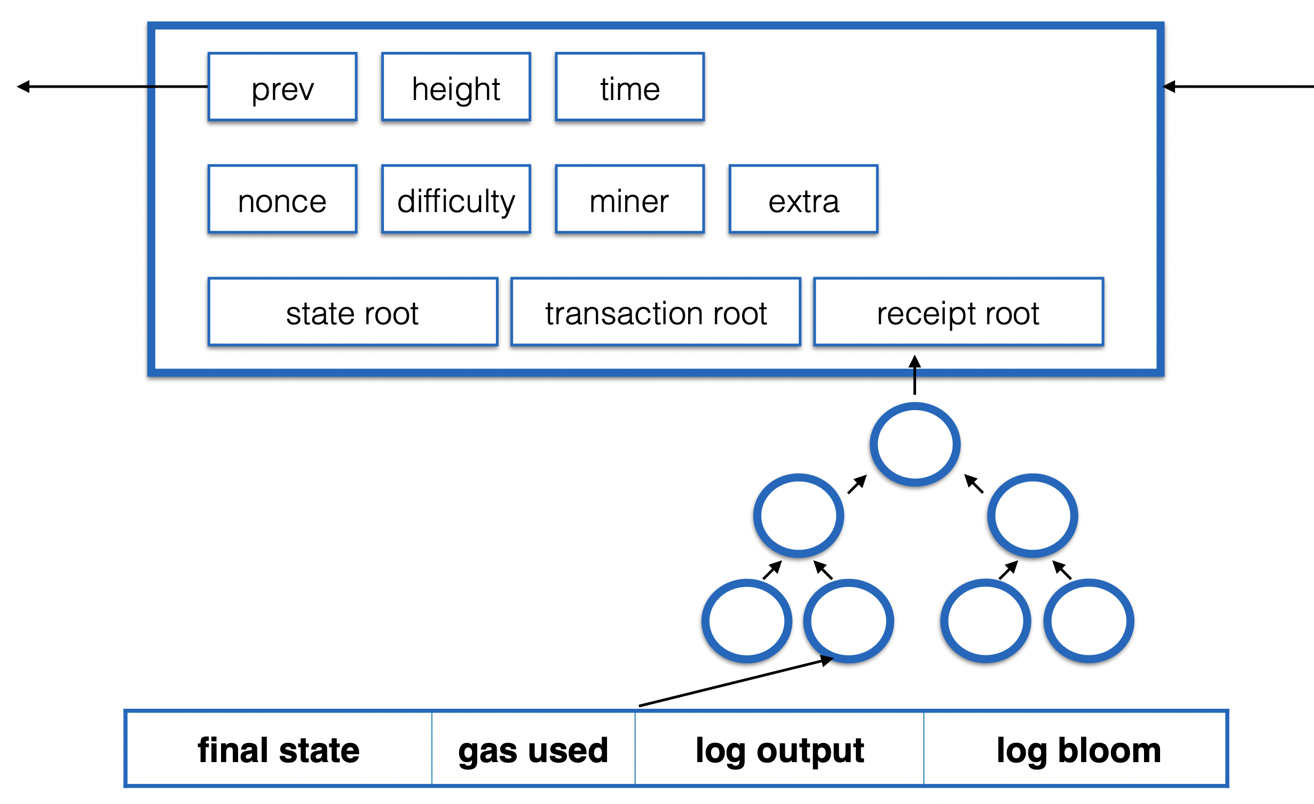 prev height time
nonce difficulty miner extra
state root transaction root receipt root
final state gas used log output log bloom